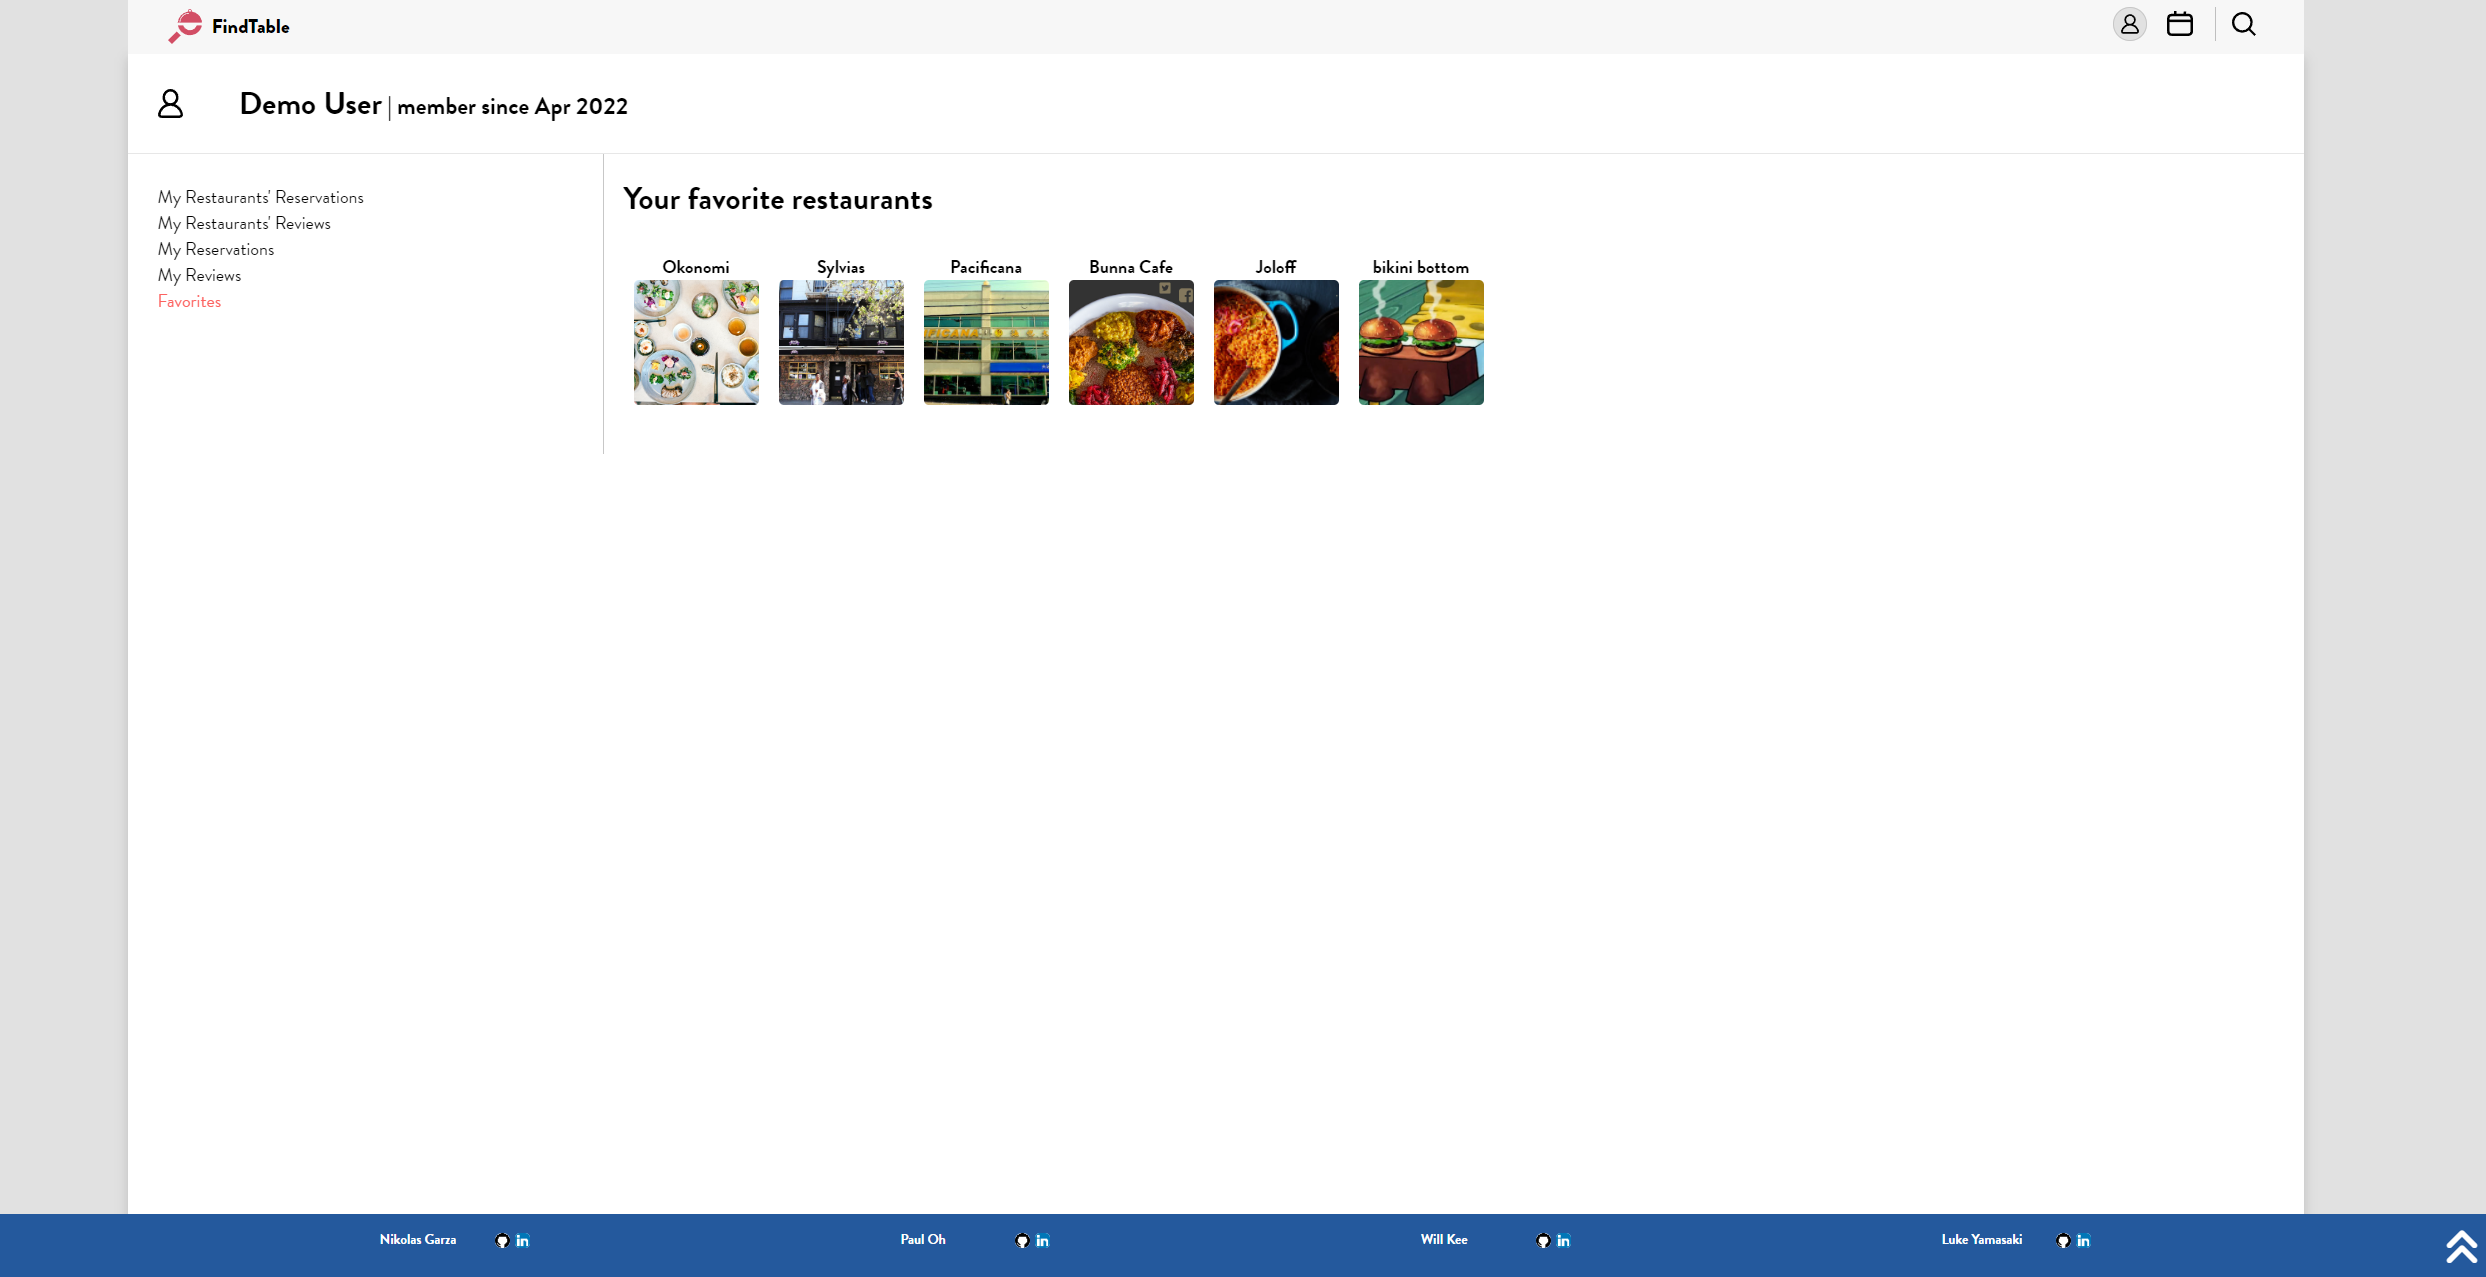 FindTable
Demo User | member since Apr 2022
My Restaurants' Reservations
My Restaurants' Reviews
My Reservations
My Reviews
Favorites
Your favorite restaurants
Okonomi
Sylvias
Pacificana
Bunna Cafe
Joloff
bikini bottom
Nikolas Garza
in
Paul Oh
in
Will Kee
in
Luke Yamasaki
in